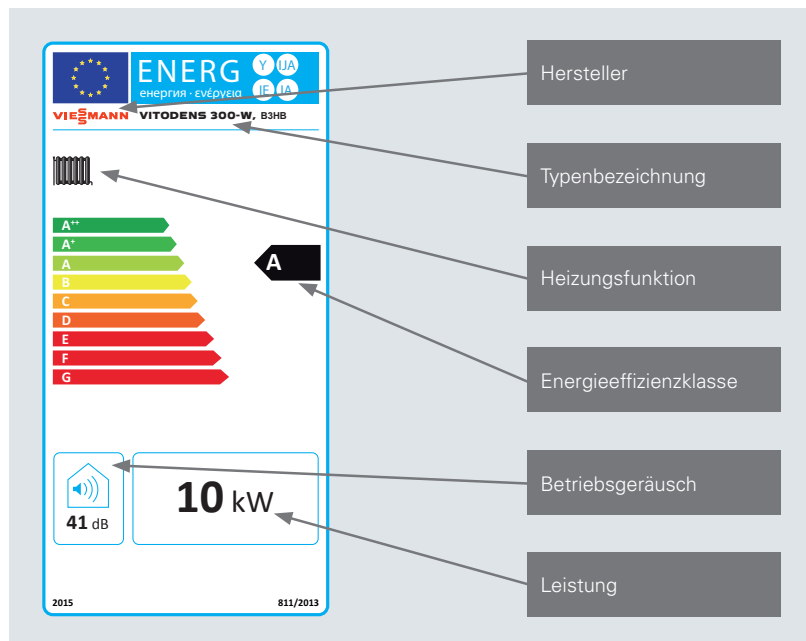 ENERG
енергия · ενέργεια
Y IJA
IE IA
VIESSMANN VITODENS 300-W, B3HB
A++
A+
A
B
C
D
E
F
G
A
41 dB
10 kW
2015 811/2013
Hersteller
Typenbezeichnung
Heizungsfunktion
Energieeffizienzklasse
Betriebsgeräusch
Leistung